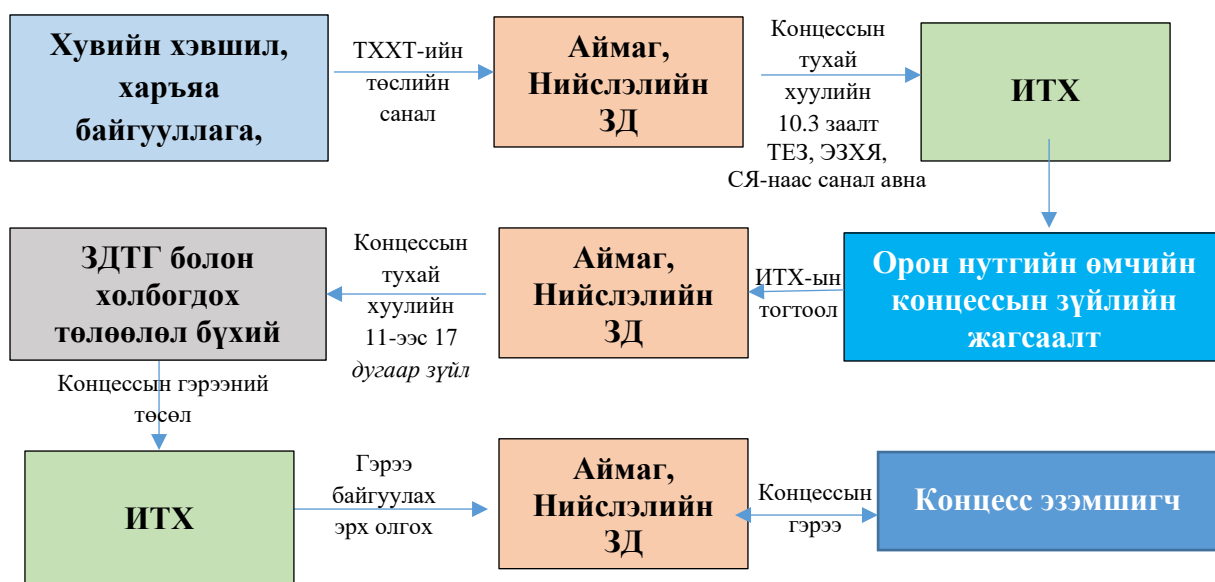 Хувийн хэвшил,
харъяа
байгууллага,
ТХХТ-ийн
төслийн
санал
Аймаг,
Нийслэлийн
ЗД
Концессын
тухай
хуулийн
10.3 заалт
ТЕЗ, ЭЗХЯ,
СЯ-наас санал авна
ИТХ
Орон нутгийн өмчийн
концессын зүйлийн
жагсаалт
ИТХ-ын
тогтоол
Аймаг,
Нийслэлийн
ЗД
Концессын
тухай
хуулийн
11-ээс 17
дугаар зүйл
ЗДТГ болон
холбогдох
төлөөлөл бүхий
Концессын гэрээний
төсөл
ИТХ
Гэрээ
байгуулах
эрх олгох
Аймаг,
Нийслэлийн
ЗД
Концессын
гэрээ
Концесс эзэмшигч